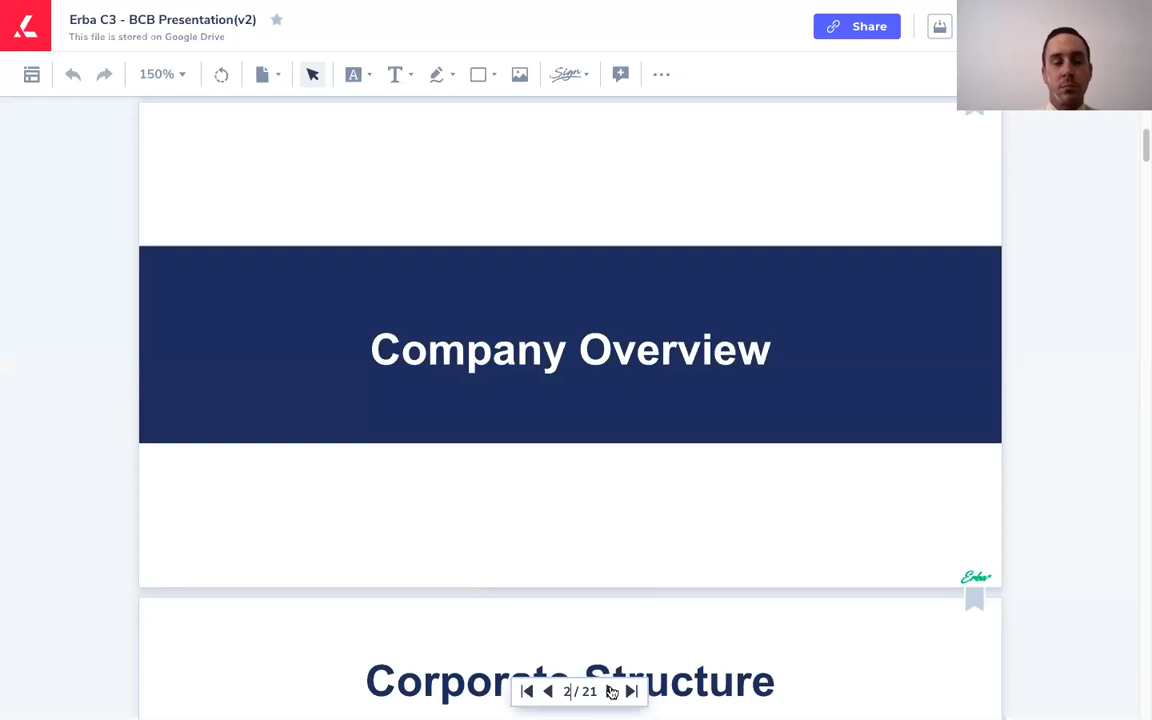 Erba C3 - BCB Presentation(v2)
This file is stored on Google Drive
Share
150%
A
T
Sign
Company Overview
Erba
Corporate Structure
2 / 21